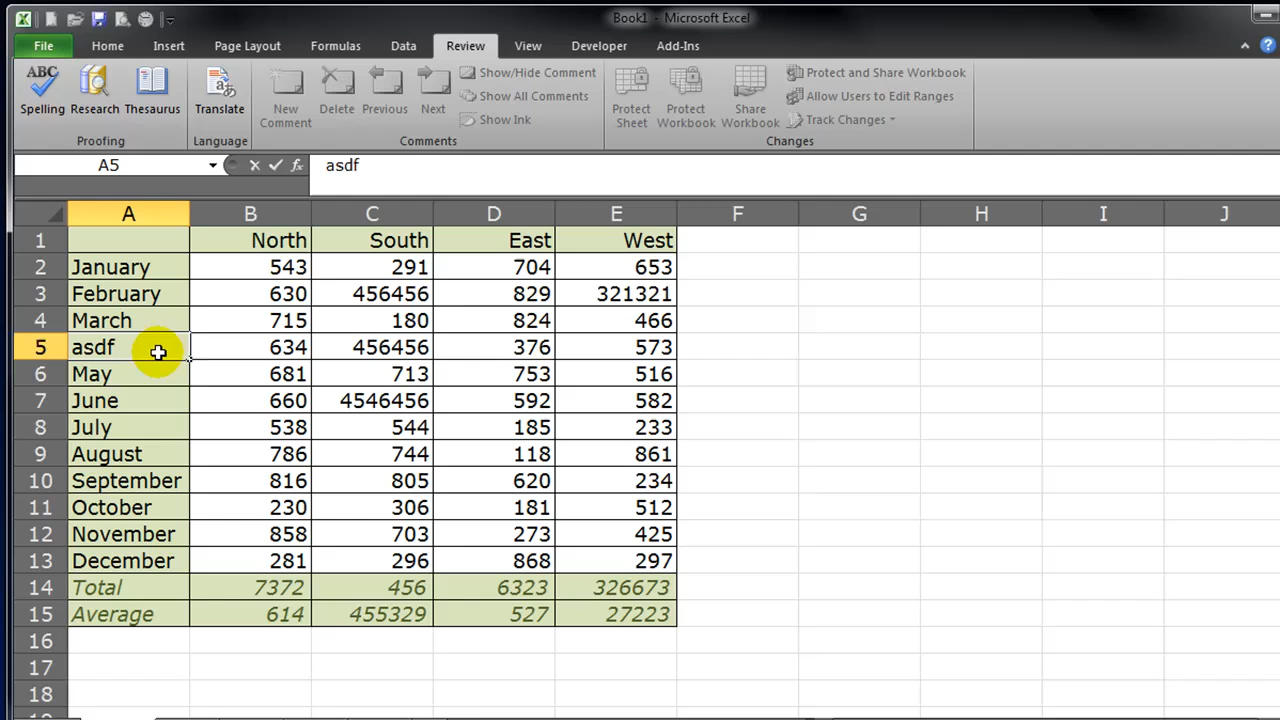 Book1 - Microsoft Excel
File Home Insert Page Layout Formulas Data Review View Developer Add-Ins
ABC
Spelling Research Thesaurus
Proofing
Translate
Language
New Comment Delete Previous Next
Show/Hide Comment
Show All Comments
Show Ink
Comments
Protect Sheet Protect Workbook Share Workbook
Protect and Share Workbook
Allow Users to Edit Ranges
Track Changes
Changes
A5 fx asdf
A B C D E F G H I J
1 North South East West
2 January 543 291 704 653
3 February 630 456456 829 321321
4 March 715 180 824 466
5 asdf 634 456456 376 573
6 May 681 713 753 516
7 June 660 4546456 592 582
8 July 538 544 185 233
9 August 786 744 118 861
10 September 816 805 620 234
11 October 230 306 181 512
12 November 858 703 273 425
13 December 281 296 868 297
14 Total 7372 456 6323 326673
15 Average 614 455329 527 27223
16
17
18